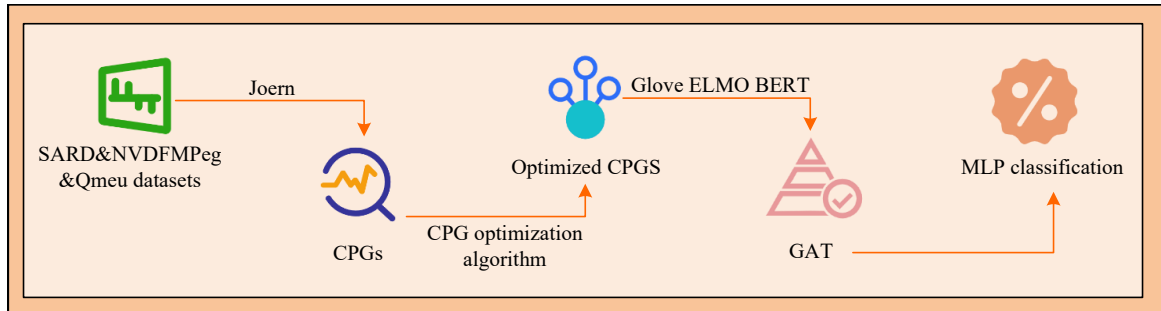 Joern
SARD&NVDFMPeg
&Qmeu datasets
CPGs
CPG optimization
algorithm
Optimized CPGS
Glove ELMO BERT
GAT
MLP classification